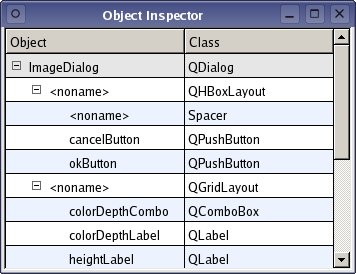 Object Inspector
Object Class
ImageDialog QDialog
<noname> QHBoxLayout
<noname> Spacer
cancelButton QPushButton
okButton QPushButton
<noname> QGridLayout
colorDepthCombo QComboBox
colorDepthLabel QLabel
heightLabel QLabel